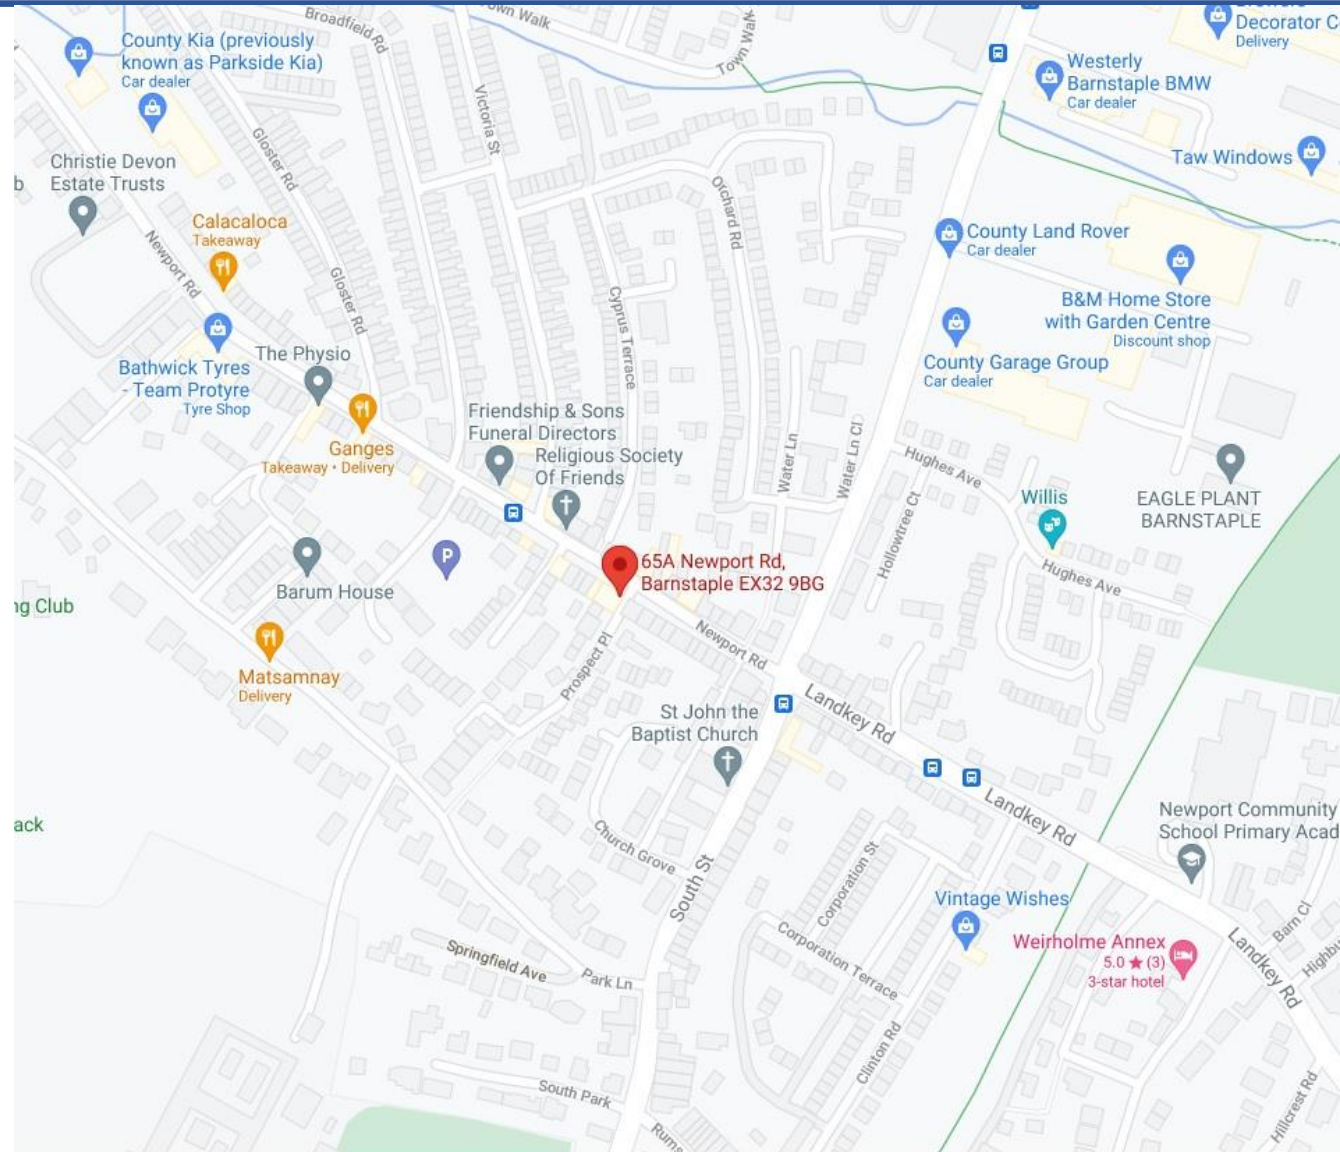 Broadfield Rd
Town Walk
Town Walk
Decorator C
Delivery
County Kia (previously
known as Parkside Kia)
Car dealer
Westerly
Barnstaple BMW
Car dealer
Victoria St
Gloster Rd
Taw Windows
Christie Devon
Estate Trusts
b
Orchard Rd
Calacaloca
Takeaway
Newport Rd
County Land Rover
Car dealer
Gloster Rd
Cyprus Terrace
B&M Home Store
with Garden Centre
Discount shop
The Physio
Bathwick Tyres
- Team Protyre
Tyre Shop
County Garage Group
Car dealer
Friendship & Sons
Funeral Directors
Ganges
Takeaway • Delivery
Religious Society
Of Friends
Water Ln
Water Ln Cl
Hughes Ave
Willis
EAGLE PLANT
BARNSTAPLE
Hollowtree Ct
P
65A Newport Rd,
Barnstaple EX32 9BG
Hughes Ave
Barum House
ng Club
Newport Rd
Prospect Pl
Matsamnay
Delivery
St John the
Baptist Church
Landkey Rd
Landkey Rd
Newport Community
School Primary Acad
ack
Church Grove
South St
Corporation St
Vintage Wishes
Corporation Terrace
Weirholme Annex
5.0 ★ (3)
3-star hotel
Barn Cl
Landkey Rd
Highbu
Springfield Ave
Park Ln
Clinton Rd
South Park
Hillcrest Rd
Rums